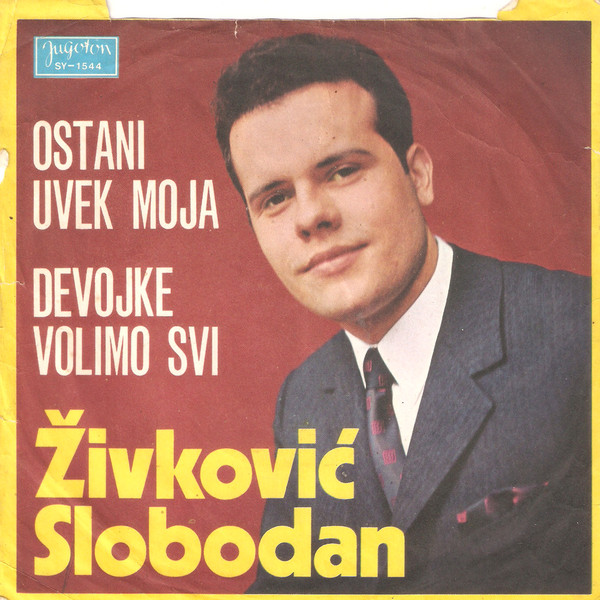 Jugoton
SY-1544
OSTANI
UVEK MOJA
DEVOJKE
VOLIMO SVI
Živković
Slobodan